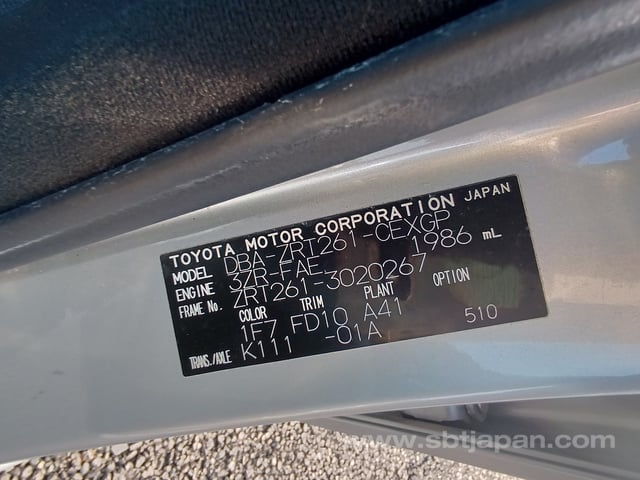 TOYOTA MOTOR CORPORATION JAPAN
MODEL DBA-ZRT261-CEXGP
ENGINE 3ZR-FAE 1986 mL
FRAME No. ZRT261-3020267
COLOR TRIM PLANT OPTION
1F7 FD10 A41 510
TRANS./AXLE K111 -01A
www.sbtjapan.com